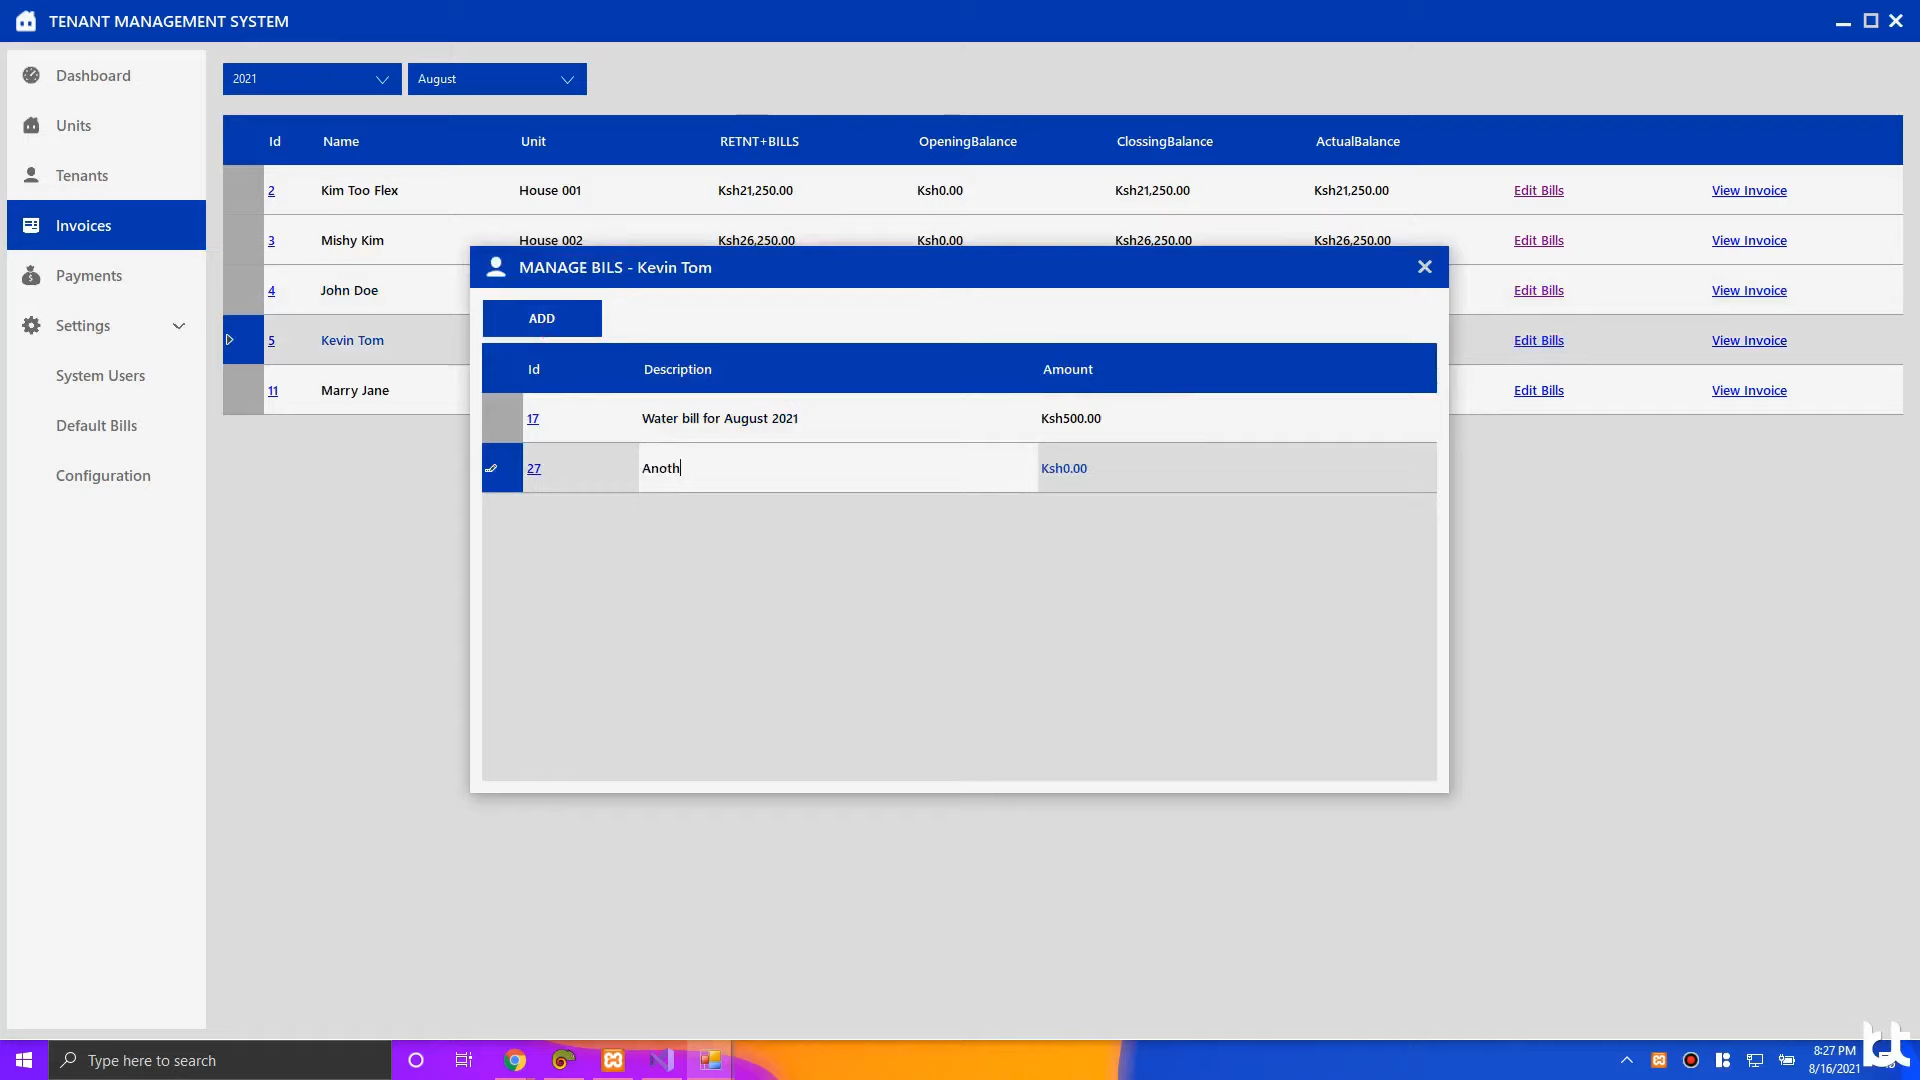 TENANT MANAGEMENT SYSTEM
Dashboard
Units
Tenants
Invoices
Payments
Settings
System Users
Default Bills
Configuration
2021 August
Id Name Unit RETNT+BILLS OpeningBalance ClossingBalance ActualBalance
2 Kim Too Flex House 001 Ksh21,250.00 Ksh0.00 Ksh21,250.00 Ksh21,250.00 Edit Bills View Invoice
3 Mishy Kim House 002 Ksh26,250.00 Ksh0.00 Ksh26,250.00 Ksh26,250.00 Edit Bills View Invoice
4 John Doe Edit Bills View Invoice
5 Kevin Tom Edit Bills View Invoice
11 Marry Jane Edit Bills View Invoice
MANAGE BILS - Kevin Tom
ADD
Id Description Amount
17 Water bill for August 2021 Ksh500.00
27 Anoth Ksh0.00
Type here to search
8:27 PM
8/16/2021